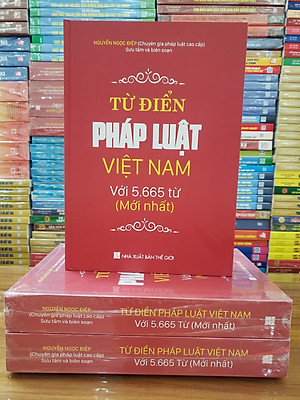 NGUYỄN NGỌC ĐIỆP (Chuyên gia pháp luật cao cấp)
Sưu tầm và biên soạn
TỪ ĐIỂN
PHÁP LUẬT
VIỆT NAM
Với 5.665 từ
(Mới nhất)
NHÀ XUẤT BẢN THẾ GIỚI
NGUYỄN NGỌC ĐIỆP
(Chuyên gia pháp luật cao cấp)
Sưu tầm và biên soạn
TỪ ĐIỂN PHÁP LUẬT VIỆT NAM
Với 5.665 Từ (Mới nhất)
NGUYỄN NGỌC ĐIỆP
(Chuyên gia pháp luật cao cấp)
Sưu tầm và biên soạn
TỪ ĐIỂN PHÁP LUẬT VIỆT NAM
Với 5.665 Từ (Mới nhất)